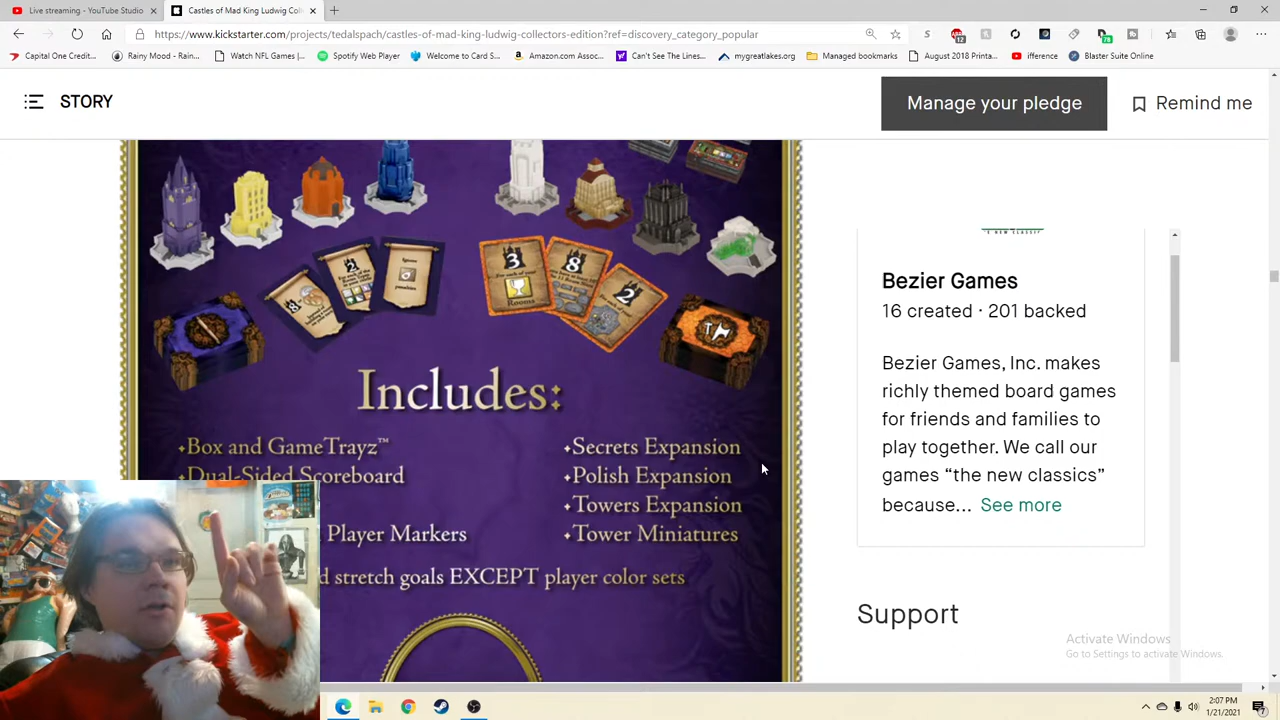 Live streaming - YouTube Studio
Castles of Mad King Ludwig Coll
https://www.kickstarter.com/projects/tedalspach/castles-of-mad-king-ludwig-collectors-edition?ref=discovery_category_popular
Capital One Credit...
Rainy Mood - Rainy...
Watch NFL Games |...
Spotify Web Player
Welcome to Card S...
Amazon.com Assoc...
Can't See The Lines...
mygreatlakes.org
Managed bookmarks
August 2018 Printa...
ifference
Blaster Suite Online
STORY
Manage your pledge
Remind me
3
Rooms
8
2
Includes:
Box and GameTrayz™
Dual-Sided Scoreboard
Player Markers
Secrets Expansion
Polish Expansion
Towers Expansion
Tower Miniatures
d stretch goals EXCEPT player color sets
Bezier Games
16 created · 201 backed
Bezier Games, Inc. makes
richly themed board games
for friends and families to
play together. We call our
games “the new classics”
because... See more
Support
Activate Windows
Go to Settings to activate Windows.
2:07 PM
1/21/2021